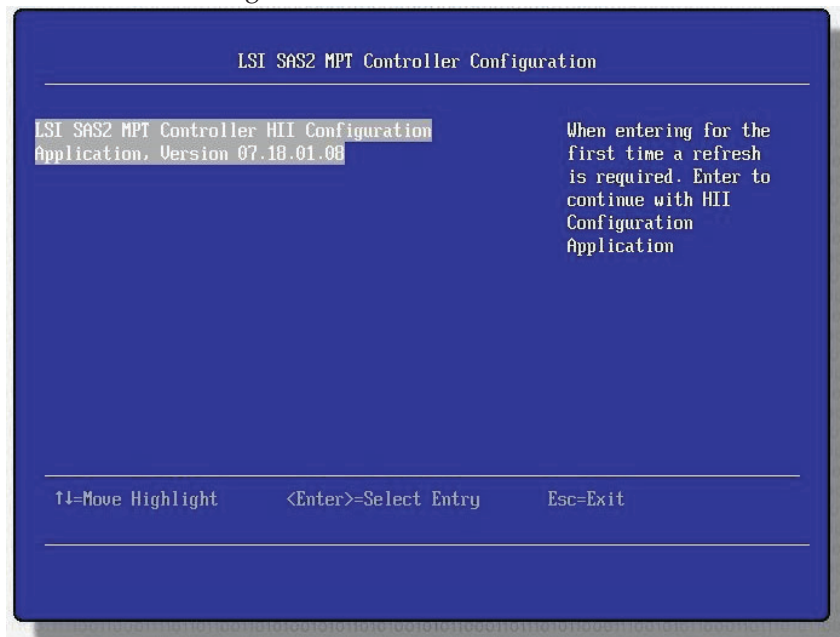 LSI SAS2 MPT Controller Configuration
LSI SAS2 MPT Controller HII Configuration
Application, Version 07.18.01.08
When entering for the
first time a refresh
is required. Enter to
continue with HII
Configuration
Application
↑↓=Move Highlight <Enter>=Select Entry Esc=Exit